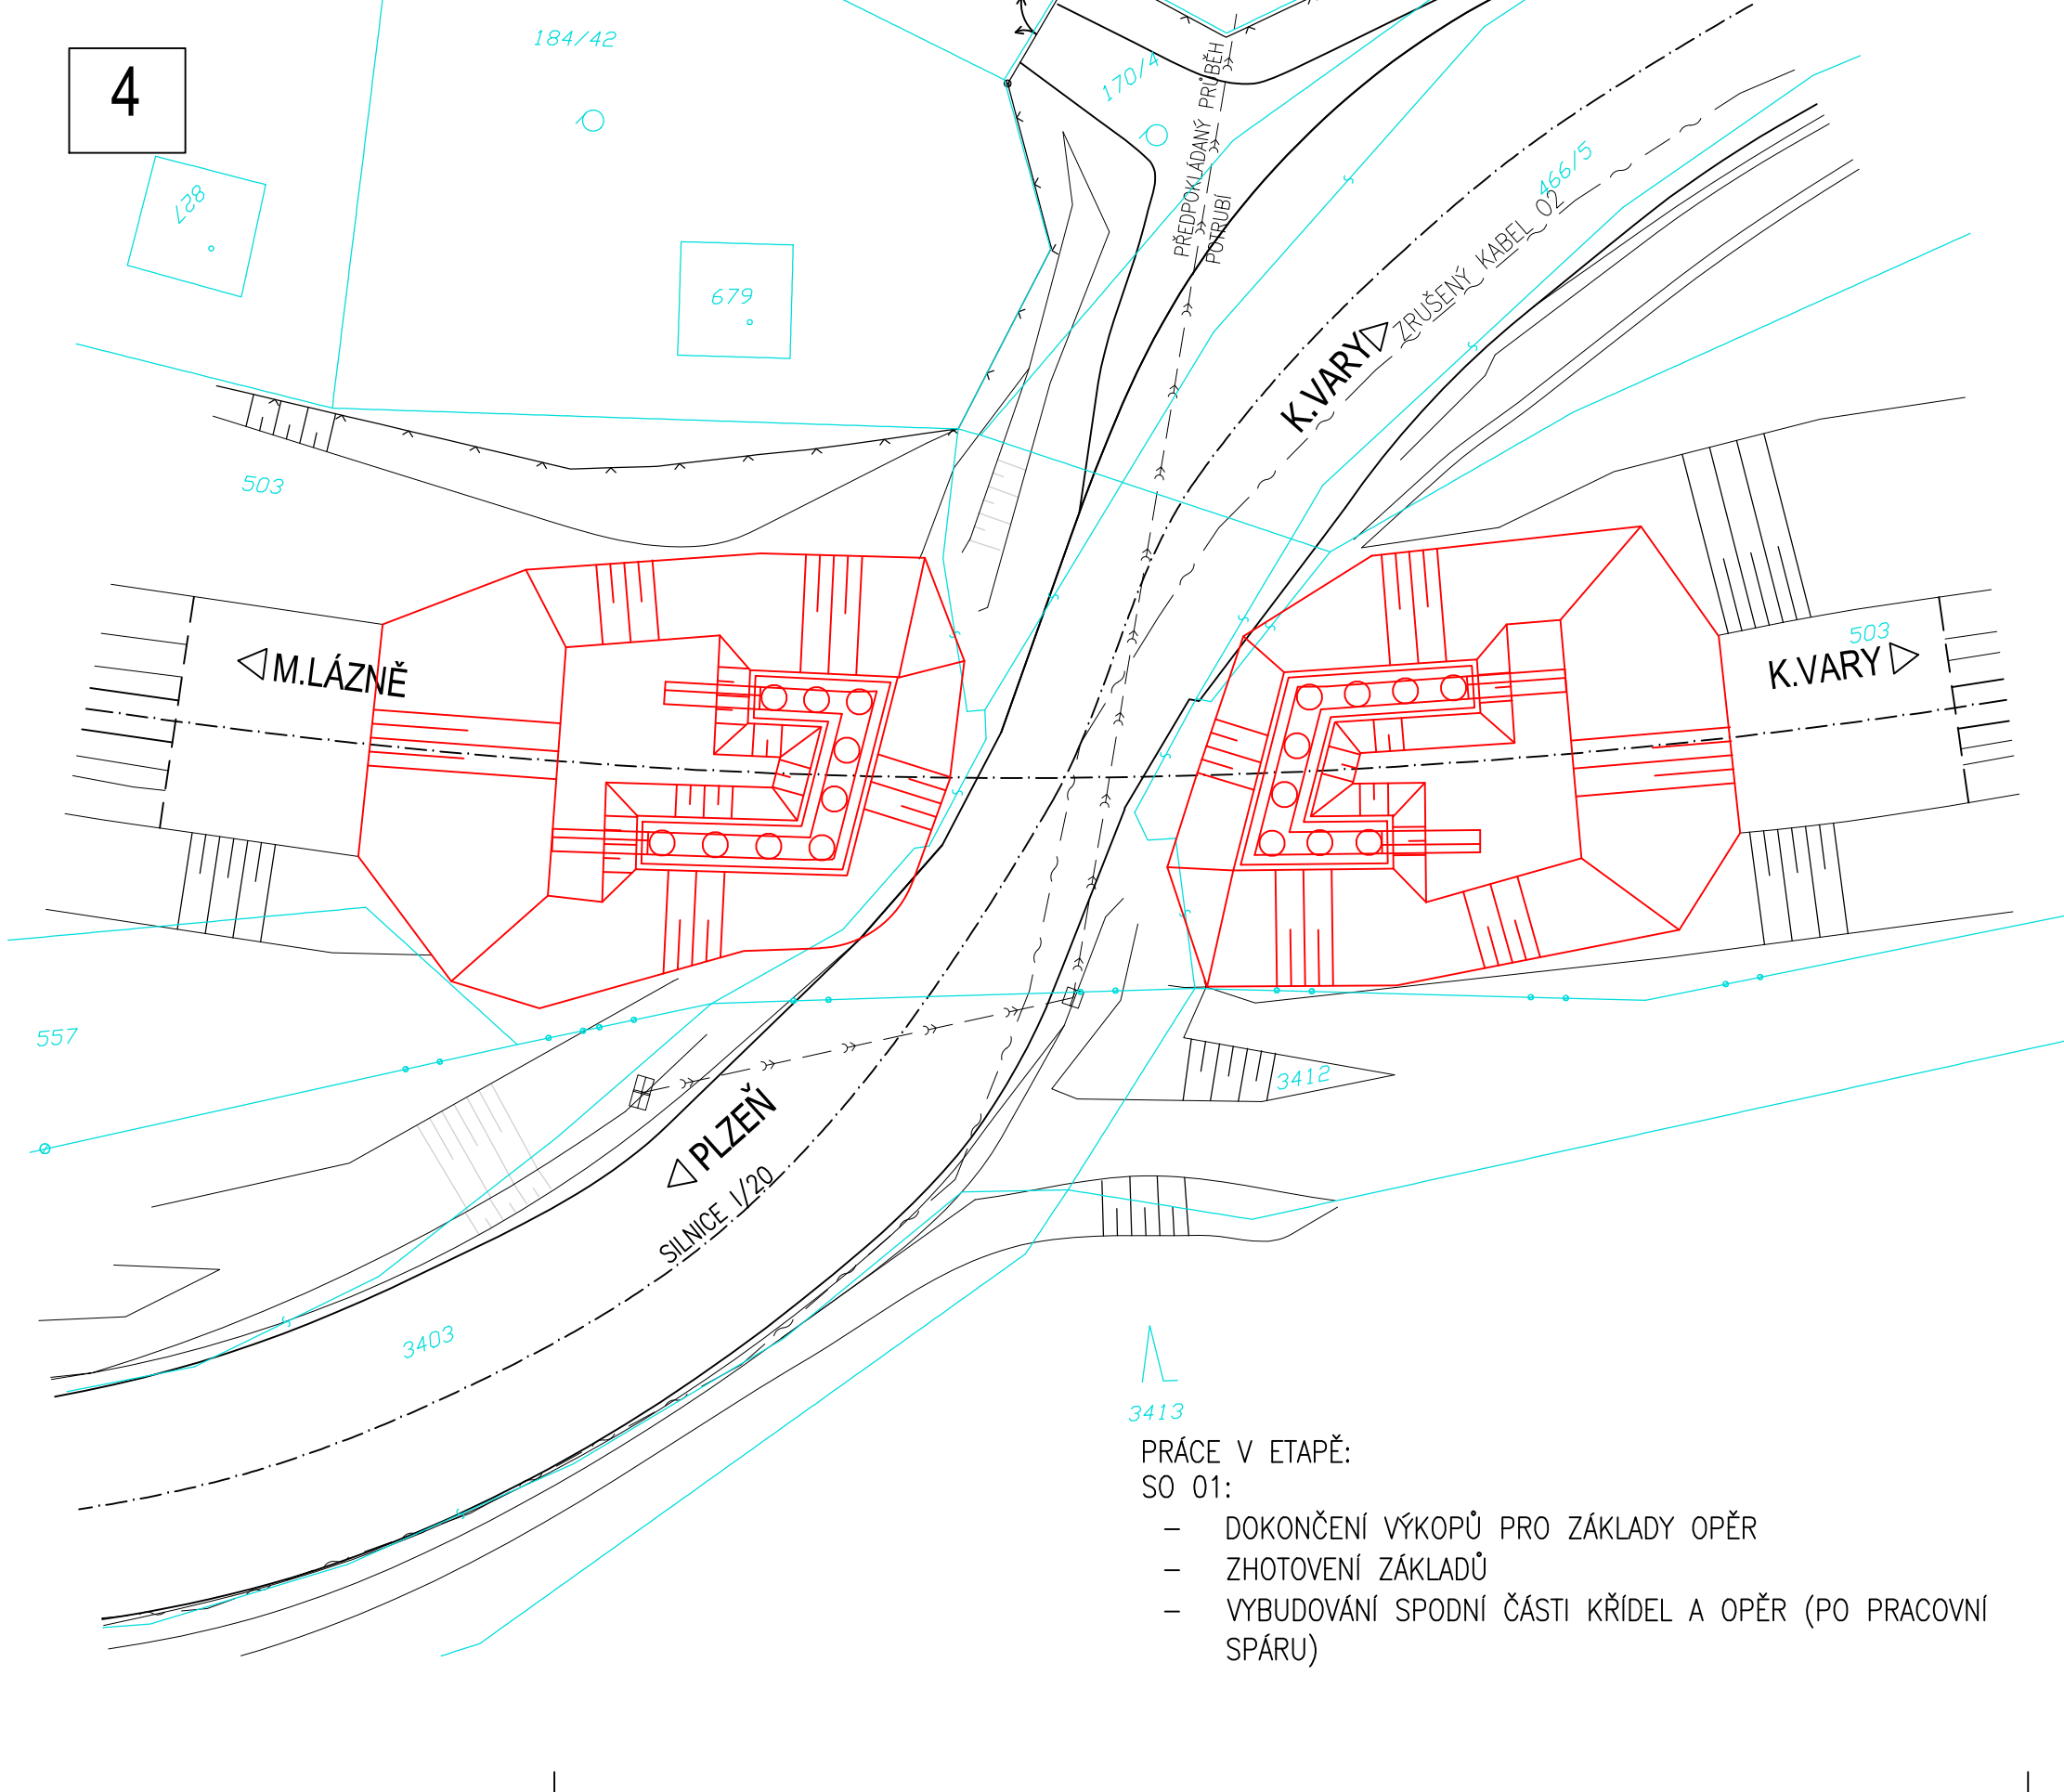 4
184/42
170/4
PŘEDPOKLÁDANÝ PRŮBĚH
POTRUBÍ
466/5
827
679
ZRUŠENÝ KABEL O2
K.VARY
503
M.LÁZNĚ
503
K.VARY
557
3412
PLZEŇ
SILNICE I/20
3403
3413
PRÁCE V ETAPĚ:
SO 01:
– DOKONČENÍ VÝKOPŮ PRO ZÁKLADY OPĚR
– ZHOTOVENÍ ZÁKLADŮ
– VYBUDOVÁNÍ SPODNÍ ČÁSTI KŘÍDEL A OPĚR (PO PRACOVNÍ
SPÁRU)